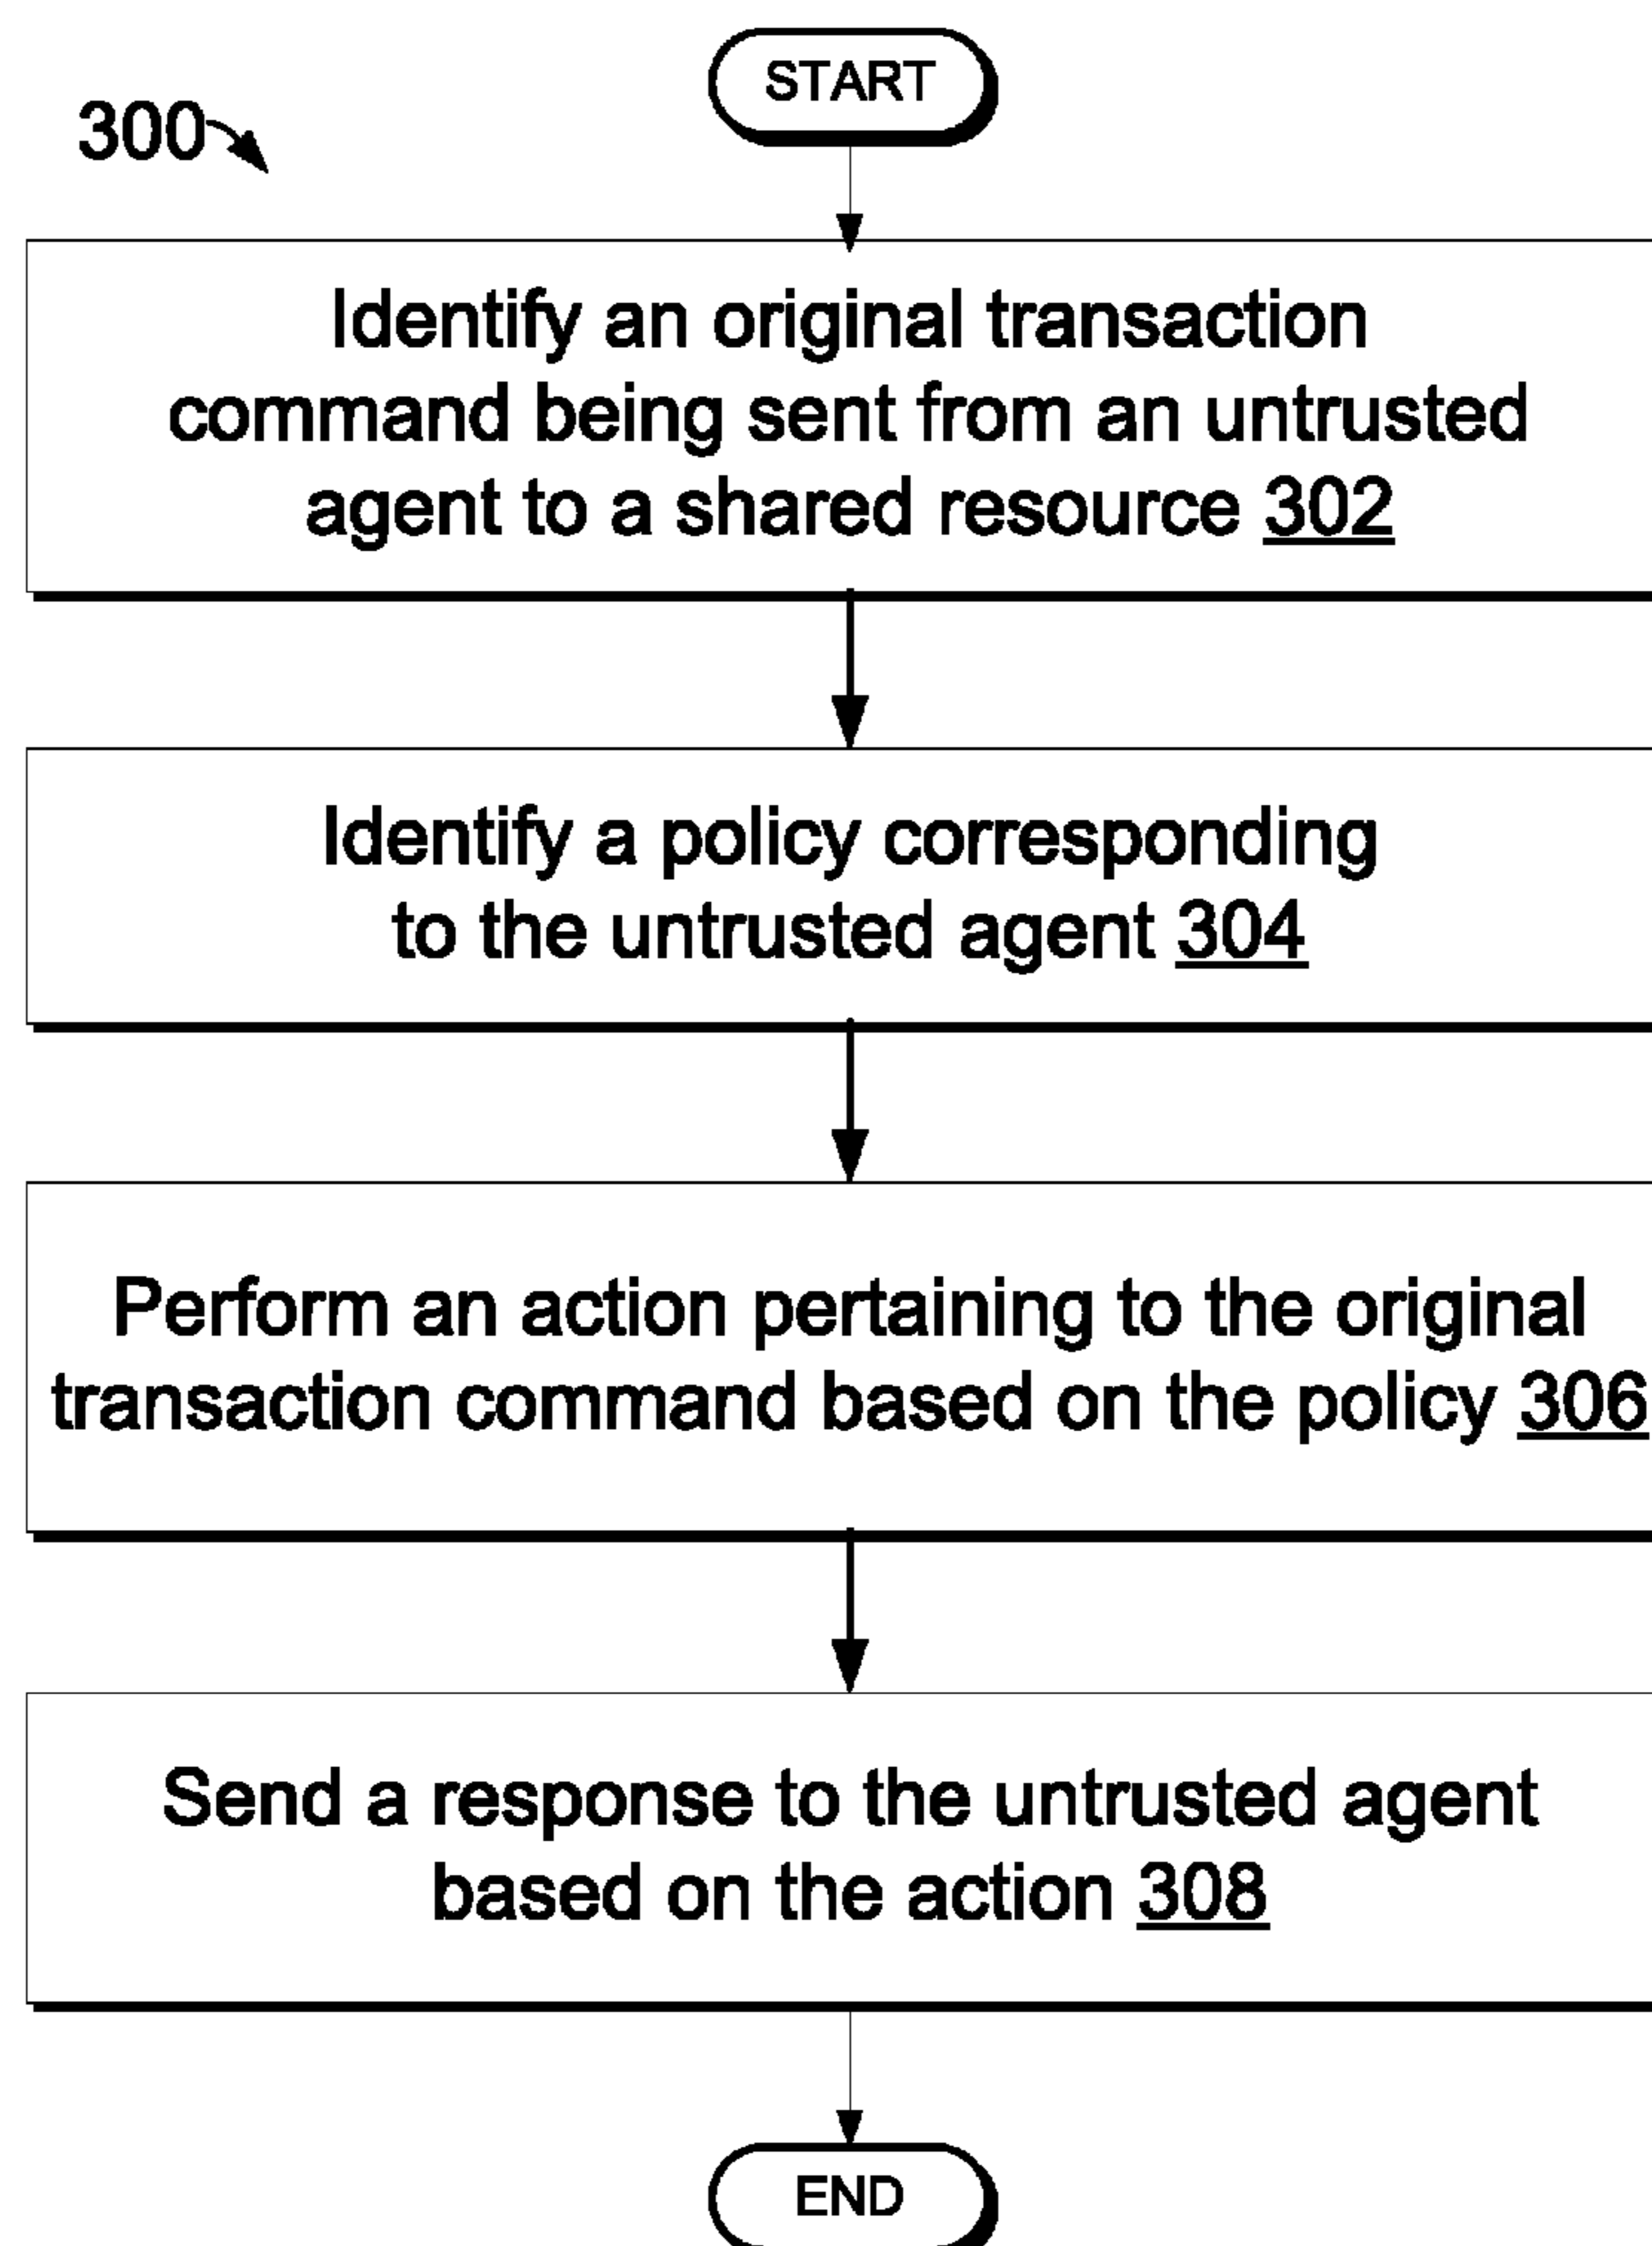 START
300
Identify an original transaction
command being sent from an untrusted
agent to a shared resource 302
Identify a policy corresponding
to the untrusted agent 304
Perform an action pertaining to the original
transaction command based on the policy 306
Send a response to the untrusted agent
based on the action 308
END